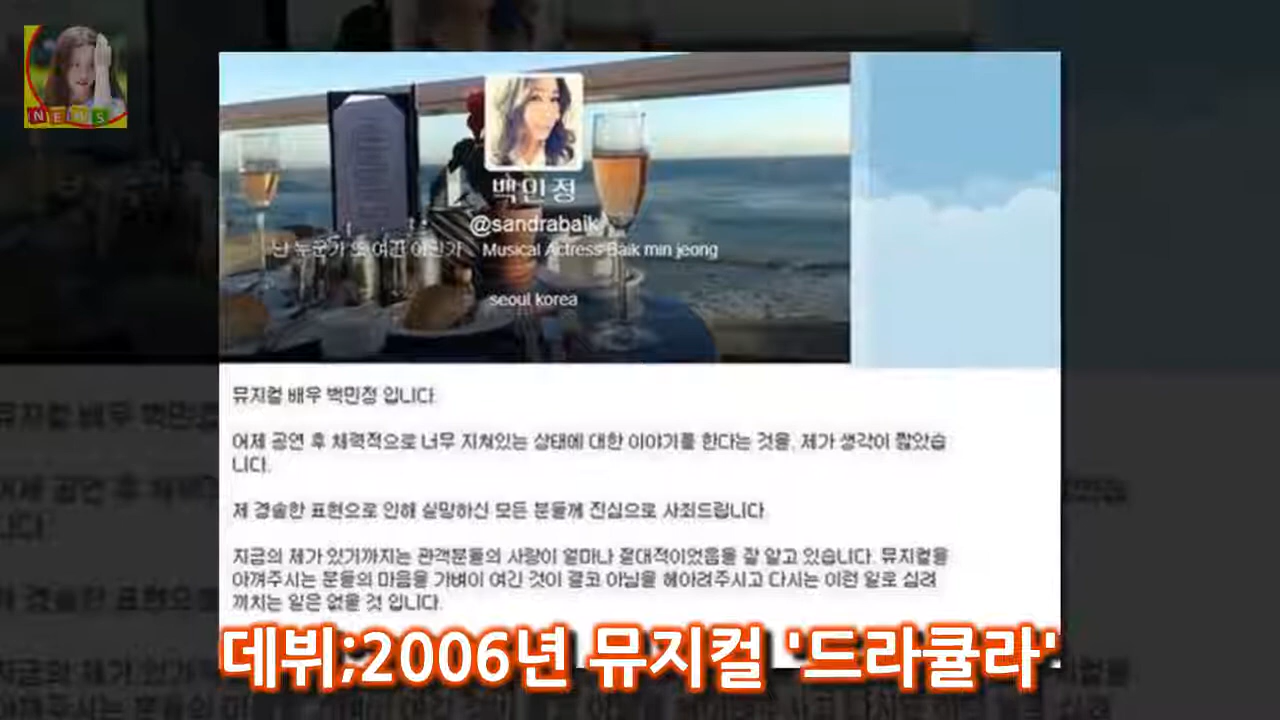 NEWS
백민정
@sandrabaik
난 누군가 또 여긴 어딘가 Musical Actress Baik min jeong
seoul korea
뮤지컬 배우 백민정 입니다.
어제 공연 후 체력적으로 너무 지쳐있는 상태에 대한 이야기를 한다는 것을, 제가 생각이 짧았습
니다.
제 경솔한 표현으로 인해 실망하신 모든 분들께 진심으로 사죄드립니다.
지금의 제가 있기까지는 관객분들의 사랑이 얼마나 절대적이었음을 잘 알고 있습니다. 뮤지컬을
아껴주시는 분들의 마음을 가벼이 여긴 것이 결코 아님을 헤아려주시고 다시는 이런 일로 심려
끼치는 일은 없을 것 입니다.
데뷔;2006년 뮤지컬 '드라큘라'